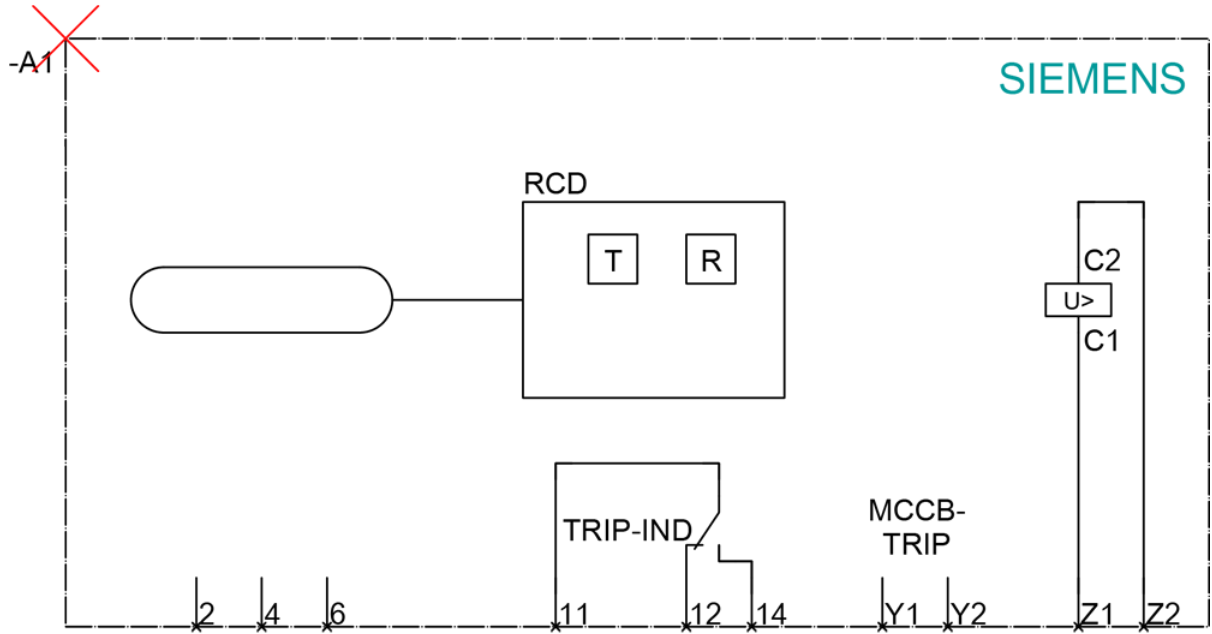 -A1
SIEMENS
RCD
T R
C2
U>
C1
TRIP-IND
MCCB-
TRIP
2 4 6 11 12 14 Y1 Y2 Z1 Z2